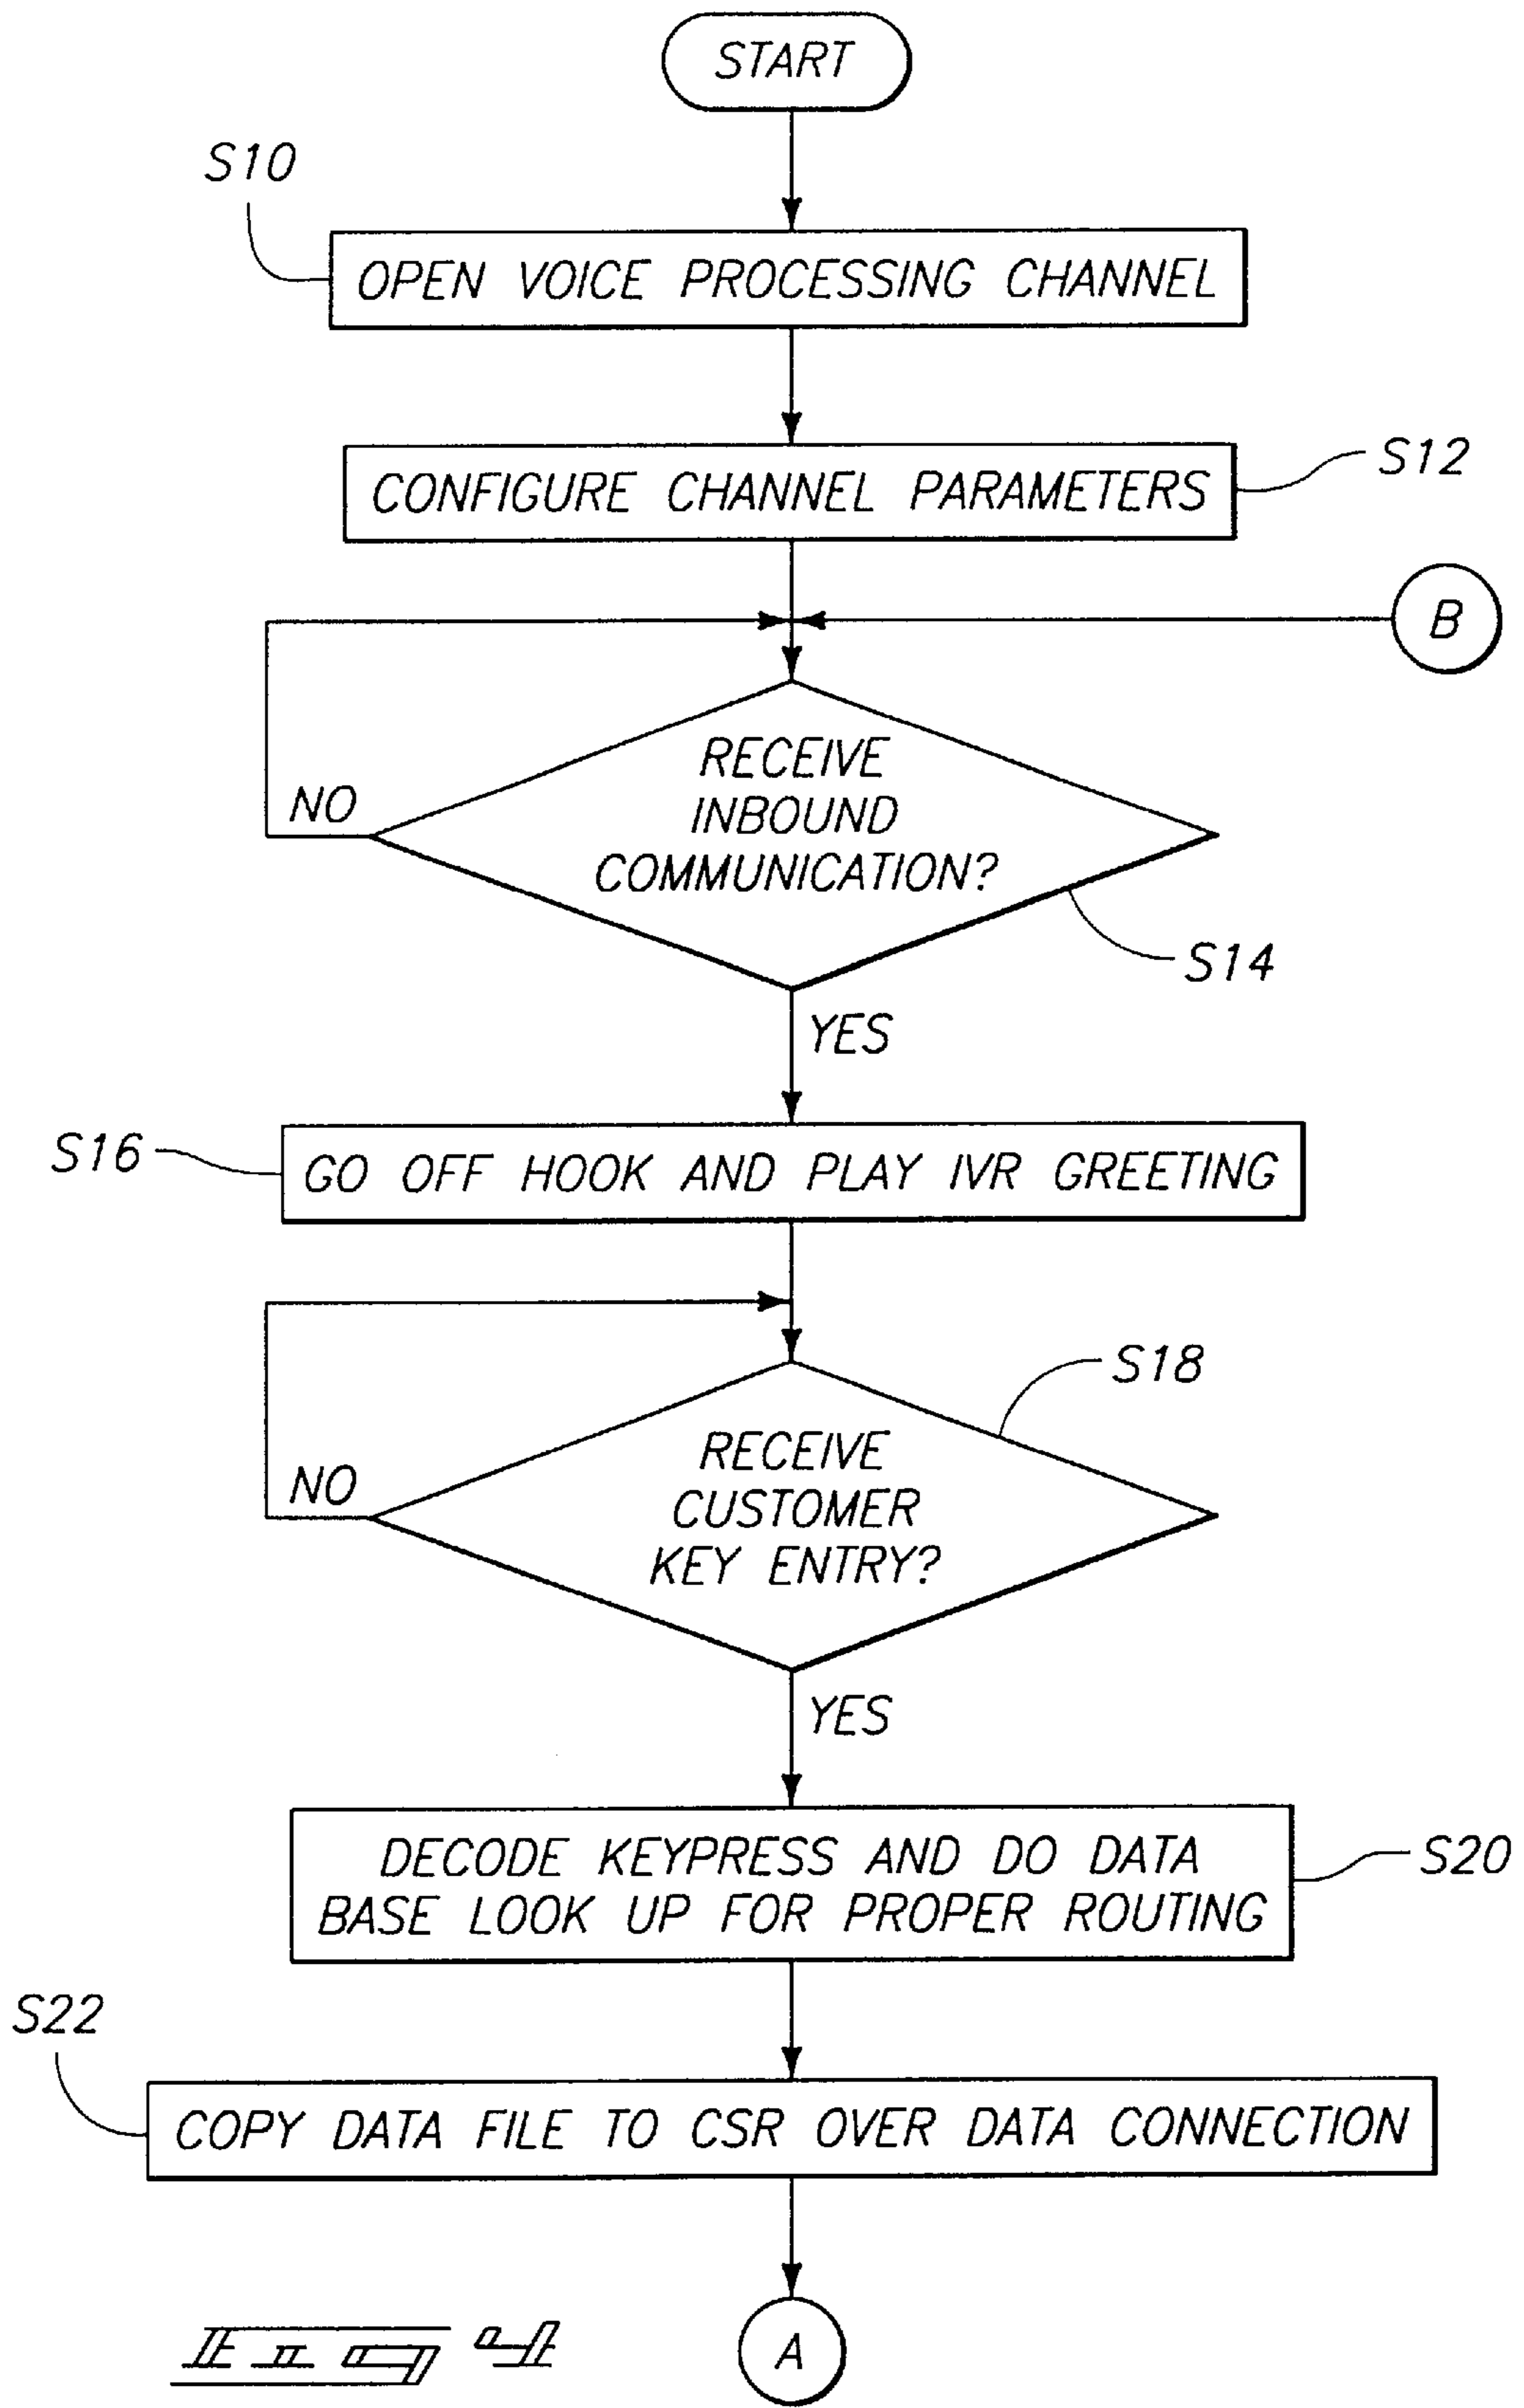 START
S10
OPEN VOICE PROCESSING CHANNEL
S12
CONFIGURE CHANNEL PARAMETERS
B
RECEIVE
INBOUND
COMMUNICATION?
NO
S14
YES
S16
GO OFF HOOK AND PLAY IVR GREETING
S18
RECEIVE
CUSTOMER
KEY ENTRY?
NO
YES
DECODE KEYPRESS AND DO DATA
BASE LOOK UP FOR PROPER ROUTING
S20
S22
COPY DATA FILE TO CSR OVER DATA CONNECTION
A
Fig 4